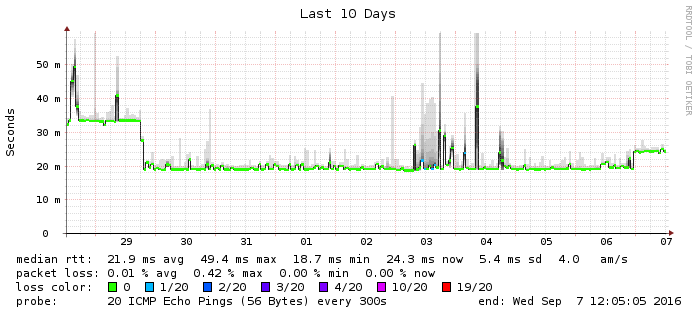 Last 10 Days
RRDTOOL / TOBI OETIKER
Seconds
50 m
40 m
30 m
20 m
10 m
0
29 30 31 01 02 03 04 05 06 07
median rtt: 21.9 ms avg 49.4 ms max 18.7 ms min 24.3 ms now 5.4 ms sd 4.0 am/s
packet loss: 0.01 % avg 0.42 % max 0.00 % min 0.00 % now
loss color: 0 1/20 2/20 3/20 4/20 10/20 19/20
probe: 20 ICMP Echo Pings (56 Bytes) every 300s end: Wed Sep 7 12:05:05 2016